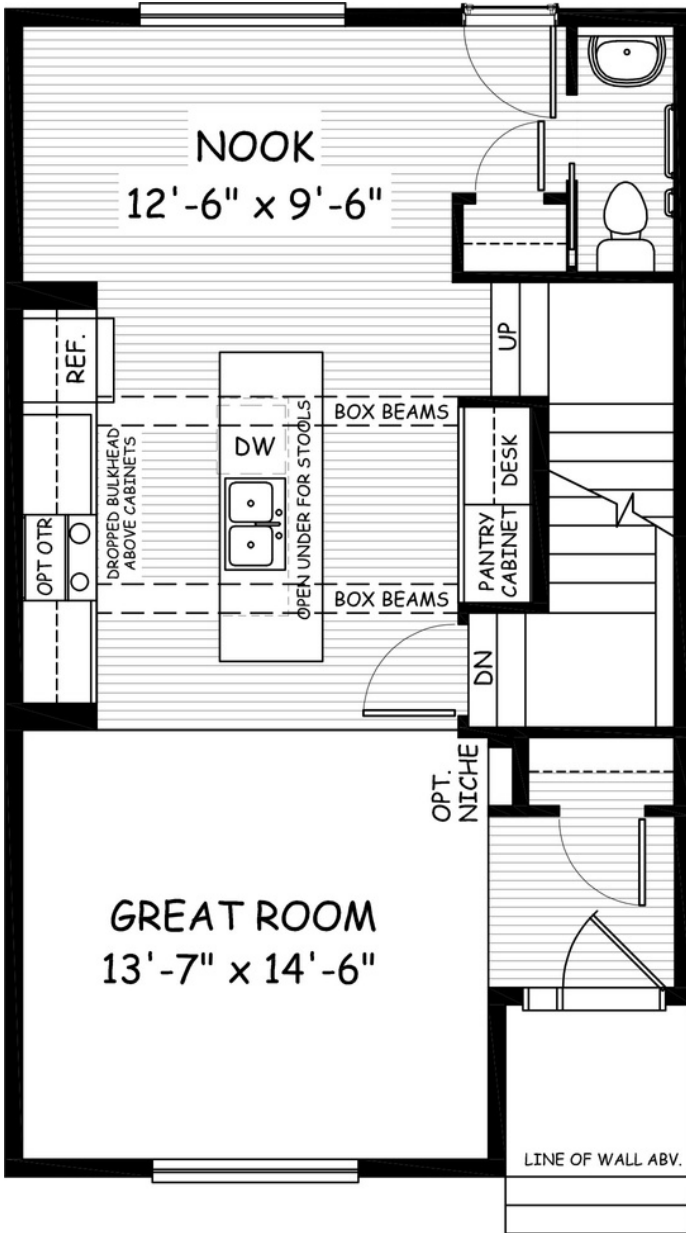 NOOK
12'-6" x 9'-6"
REF.
UP
BOX BEAMS
DW
DROPPED BULKHEAD
ABOVE CABINETS
OPEN UNDER FOR STOOLS
DESK
PANTRY
CABINET
OPT OTR
BOX BEAMS
DN
OPT.
NICHE
GREAT ROOM
13'-7" x 14'-6"
LINE OF WALL ABV.